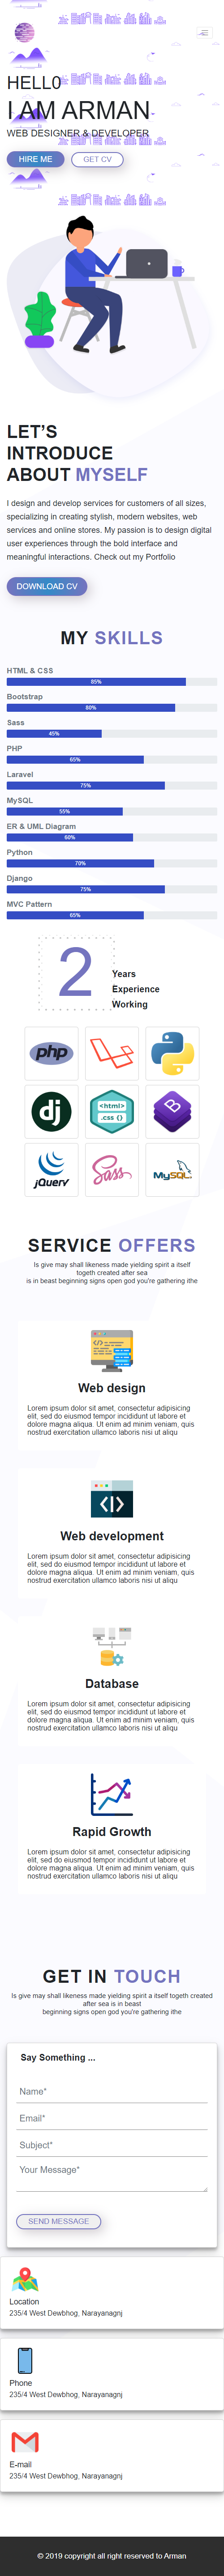 HELL0
I AM ARMAN
WEB DESIGNER & DEVELOPER
HIRE ME
GET CV
LET'S
INTRODUCE
ABOUT MYSELF
I design and develop services for customers of all sizes,
specializing in creating stylish, modern websites, web
services and online stores. My passion is to design digital
user experiences through the bold interface and
meaningful interactions. Check out my Portfolio
DOWNLOAD CV
MY SKILLS
HTML & CSS
85%
Bootstrap
80%
Sass
45%
PHP
65%
Laravel
75%
MySQL
55%
ER & UML Diagram
60%
Python
70%
Django
75%
MVC Pattern
65%
2
Years
Experience
Working
php
dj
<html>
.css {}
B
jQuery
Sass
MySQL
SERVICE OFFERS
Is give may shall likeness made yielding spirit a itself
togeth created after sea
is in beast beginning signs open god you're gathering ithe
Web design
Lorem ipsum dolor sit amet, consectetur adipisicing
elit, sed do eiusmod tempor incididunt ut labore et
dolore magna aliqua. Ut enim ad minim veniam, quis
nostrud exercitation ullamco laboris nisi ut aliqu
Web development
Lorem ipsum dolor sit amet, consectetur adipisicing
elit, sed do eiusmod tempor incididunt ut labore et
dolore magna aliqua. Ut enim ad minim veniam, quis
nostrud exercitation ullamco laboris nisi ut aliqu
Database
Lorem ipsum dolor sit amet, consectetur adipisicing
elit, sed do eiusmod tempor incididunt ut labore et
dolore magna aliqua. Ut enim ad minim veniam, quis
nostrud exercitation ullamco laboris nisi ut aliqu
Rapid Growth
Lorem ipsum dolor sit amet, consectetur adipisicing
elit, sed do eiusmod tempor incididunt ut labore et
dolore magna aliqua. Ut enim ad minim veniam, quis
nostrud exercitation ullamco laboris nisi ut aliqu
GET IN TOUCH
Is give may shall likeness made yielding spirit a itself togeth created
after sea is in beast
beginning signs open god you're gathering ithe
Say Something ...
Name*
Email*
Subject*
Your Message*
SEND MESSAGE
Location
235/4 West Dewbhog, Narayanagnj
Phone
235/4 West Dewbhog, Narayanagnj
E-mail
235/4 West Dewbhog, Narayanagnj
© 2019 copyright all right reserved to Arman